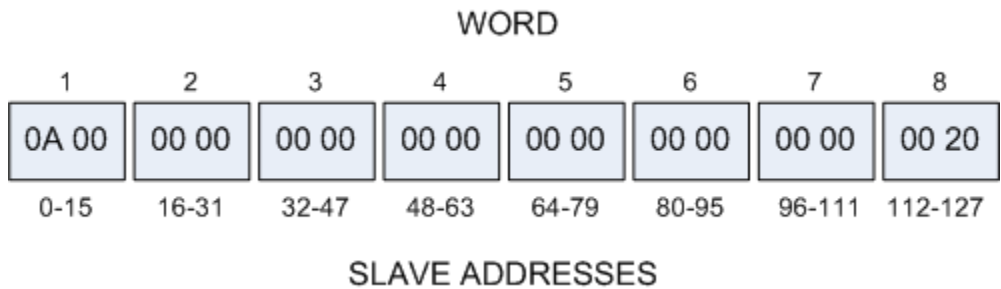 WORD
1 2 3 4 5 6 7 8
0A 00 00 00 00 00 00 00 00 00 00 00 00 00 00 20
0-15 16-31 32-47 48-63 64-79 80-95 96-111 112-127
SLAVE ADDRESSES